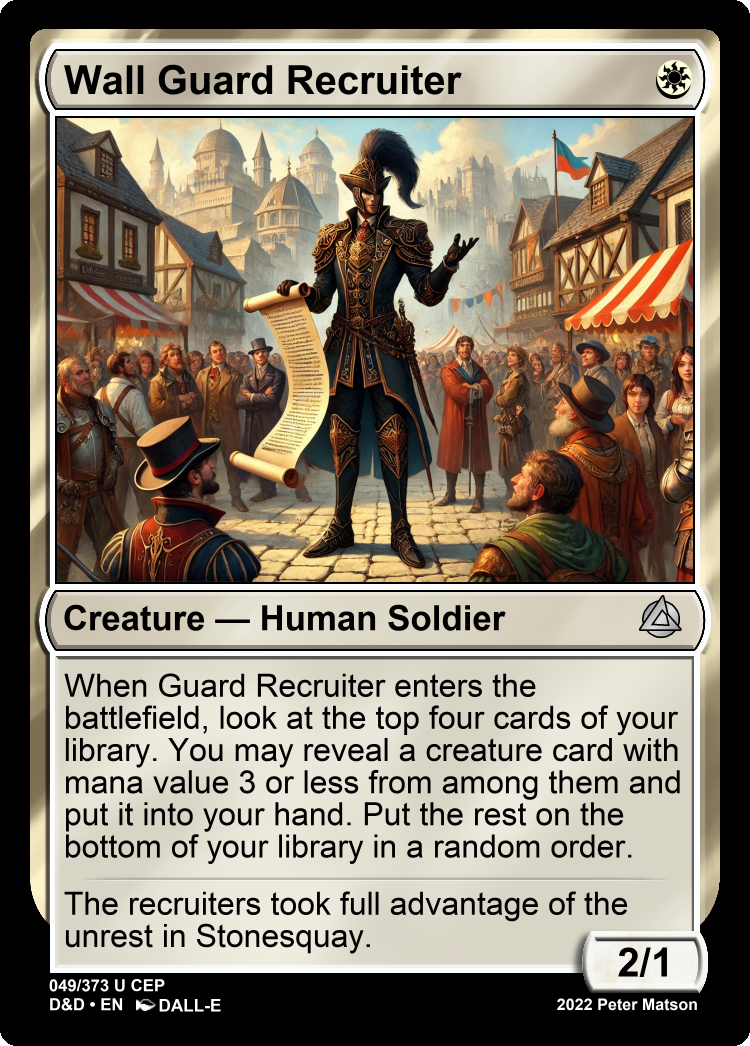 Wall Guard Recruiter
Creature — Human Soldier
When Guard Recruiter enters the
battlefield, look at the top four cards of your
library. You may reveal a creature card with
mana value 3 or less from among them and
put it into your hand. Put the rest on the
bottom of your library in a random order.
The recruiters took full advantage of the
unrest in Stonesquay.
2/1
049/373 U CEP
D&D • EN DALL-E
2022 Peter Matson